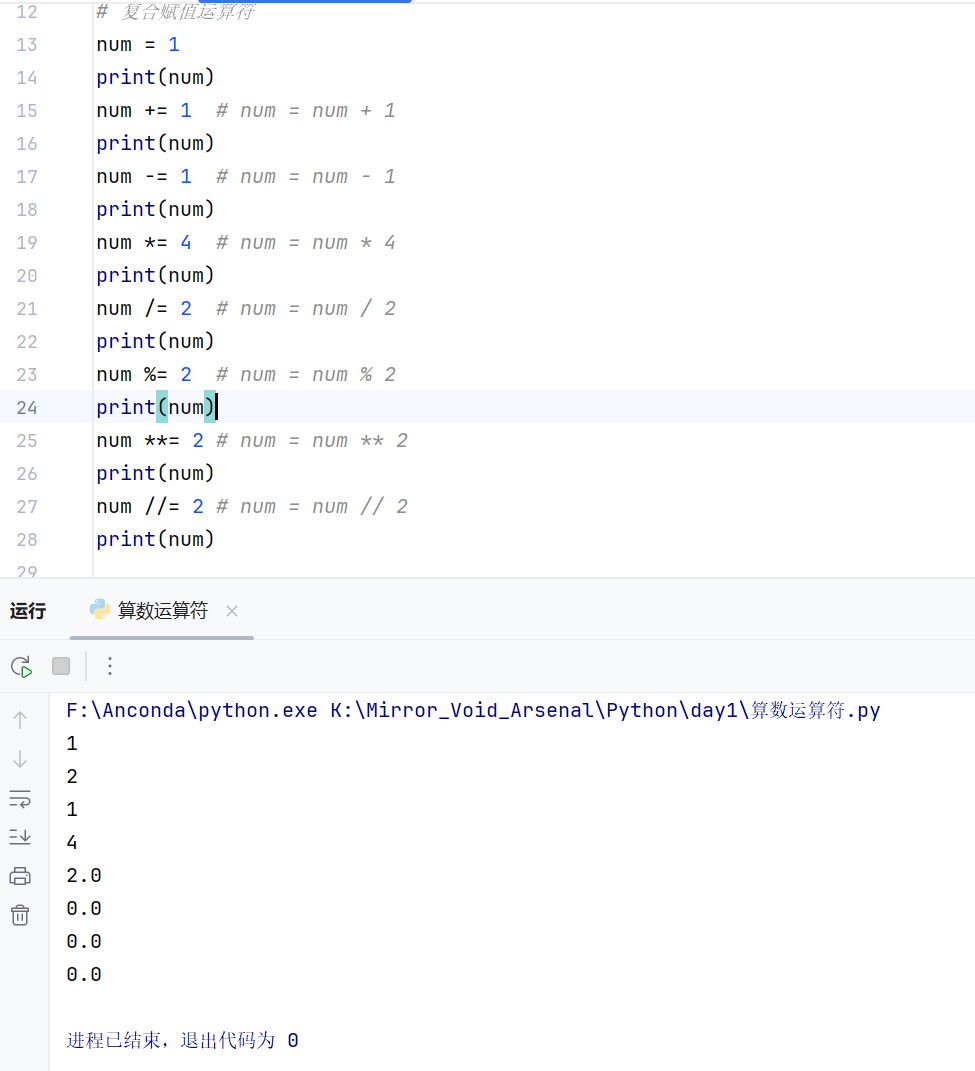 12 # 复合赋值运算符
13 num = 1
14 print(num)
15 num += 1  # num = num + 1
16 print(num)
17 num -= 1  # num = num - 1
18 print(num)
19 num *= 4  # num = num * 4
20 print(num)
21 num /= 2  # num = num / 2
22 print(num)
23 num %= 2  # num = num % 2
24 print(num)
25 num **= 2 # num = num ** 2
26 print(num)
27 num //= 2 # num = num // 2
28 print(num)
29
运行 算数运算符 ×
F:\Anconda\python.exe K:\Mirror_Void_Arsenal\Python\day1\算数运算符.py
1
2
1
4
2.0
0.0
0.0
0.0
进程已结束，退出代码为 0